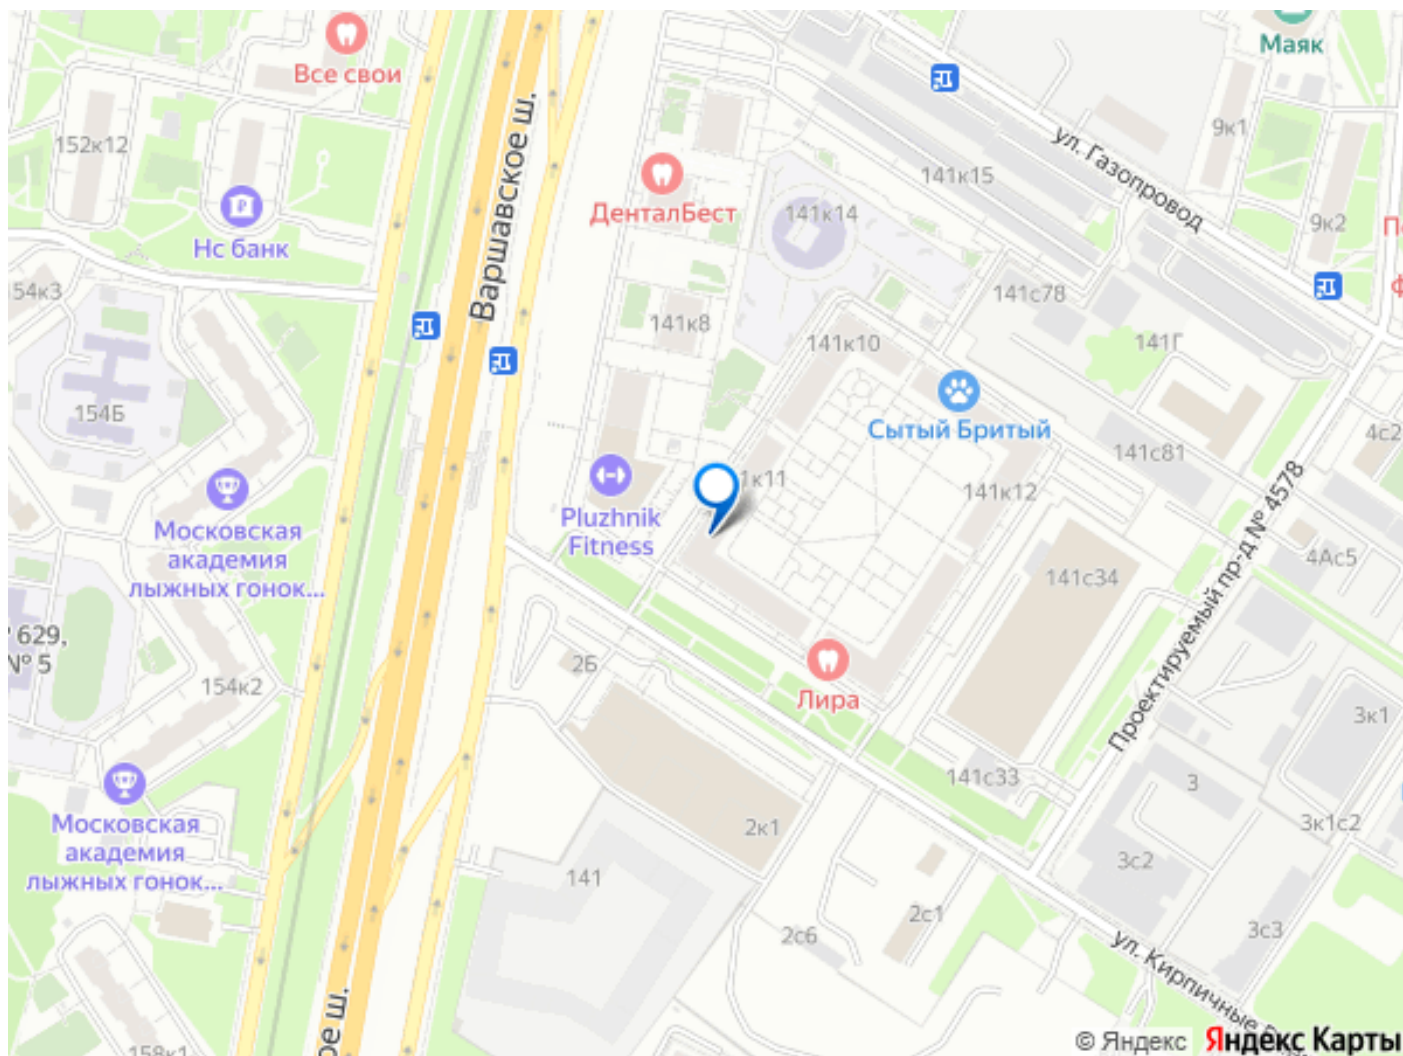 Маяк
Все свои
152к12
Варшавское ш.
9к1
ул. Газопровод
141к15
ДенталБест
141к14
9к2
Нс банк
54к3
141с78
141к8
141к10
141Г
154Б
Сытый Бритый
4с2
141с81
1к11
141к12
Pluzhnik
Fitness
Московская
академия
лыжных гонок...
Проектируемый пр-д № 4578
4Ас5
141с34
629,
№ 5
2Б
154к2
Лира
3к1
141с33
3
Московская
академия
лыжных гонок...
2к1
3к1с2
3с2
141
2с1
2с6
3с3
ул. Кирпичные
ое ш.
158к1
© Яндекс Яндекс Карты